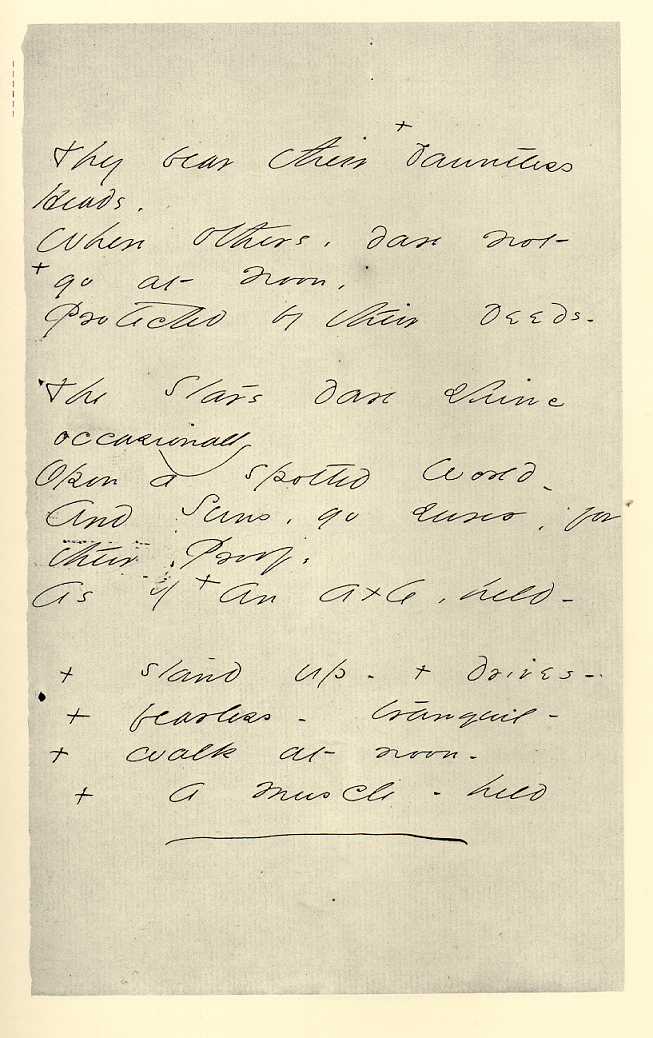 They bear their + dauntless
Heads.
When others, dare not
+ go at noon,
Protected by their deeds -
The Stars dare shine
occasionally
Upon a spotted World -
And Suns, go surer, for
their Proof,
As if + an axle, held -
+ stand up - + drives -
+ fearless - tranquil -
+ walk at noon -
+ A muscle - held